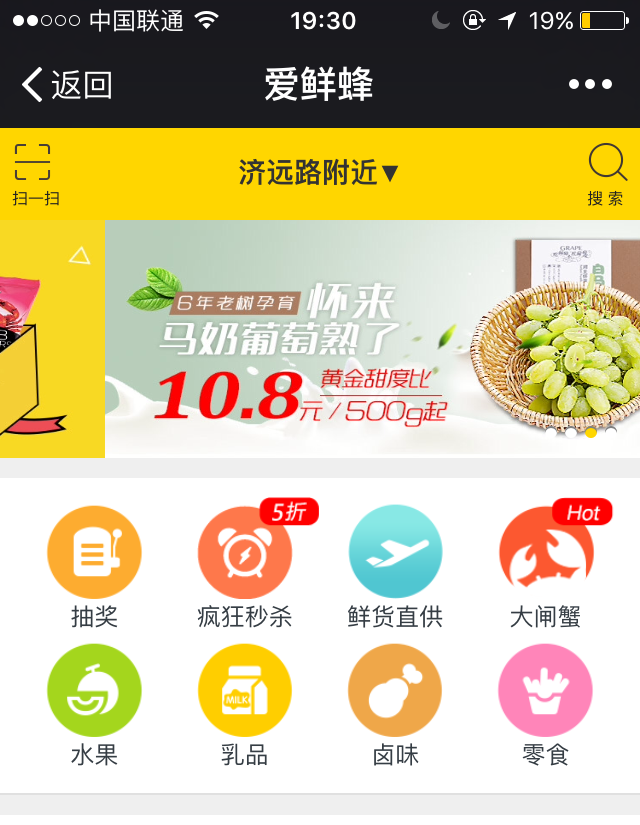 中国联通 19:30 19%
返回 爱鲜蜂
扫一扫 济远路附近▼ 搜索
GRAPE
6年老树孕育 怀来
马奶葡萄熟了
黄金甜度比
10.8元/500g起
5折 Hot
抽奖 疯狂秒杀 鲜货直供 大闸蟹
MILK
水果 乳品 卤味 零食